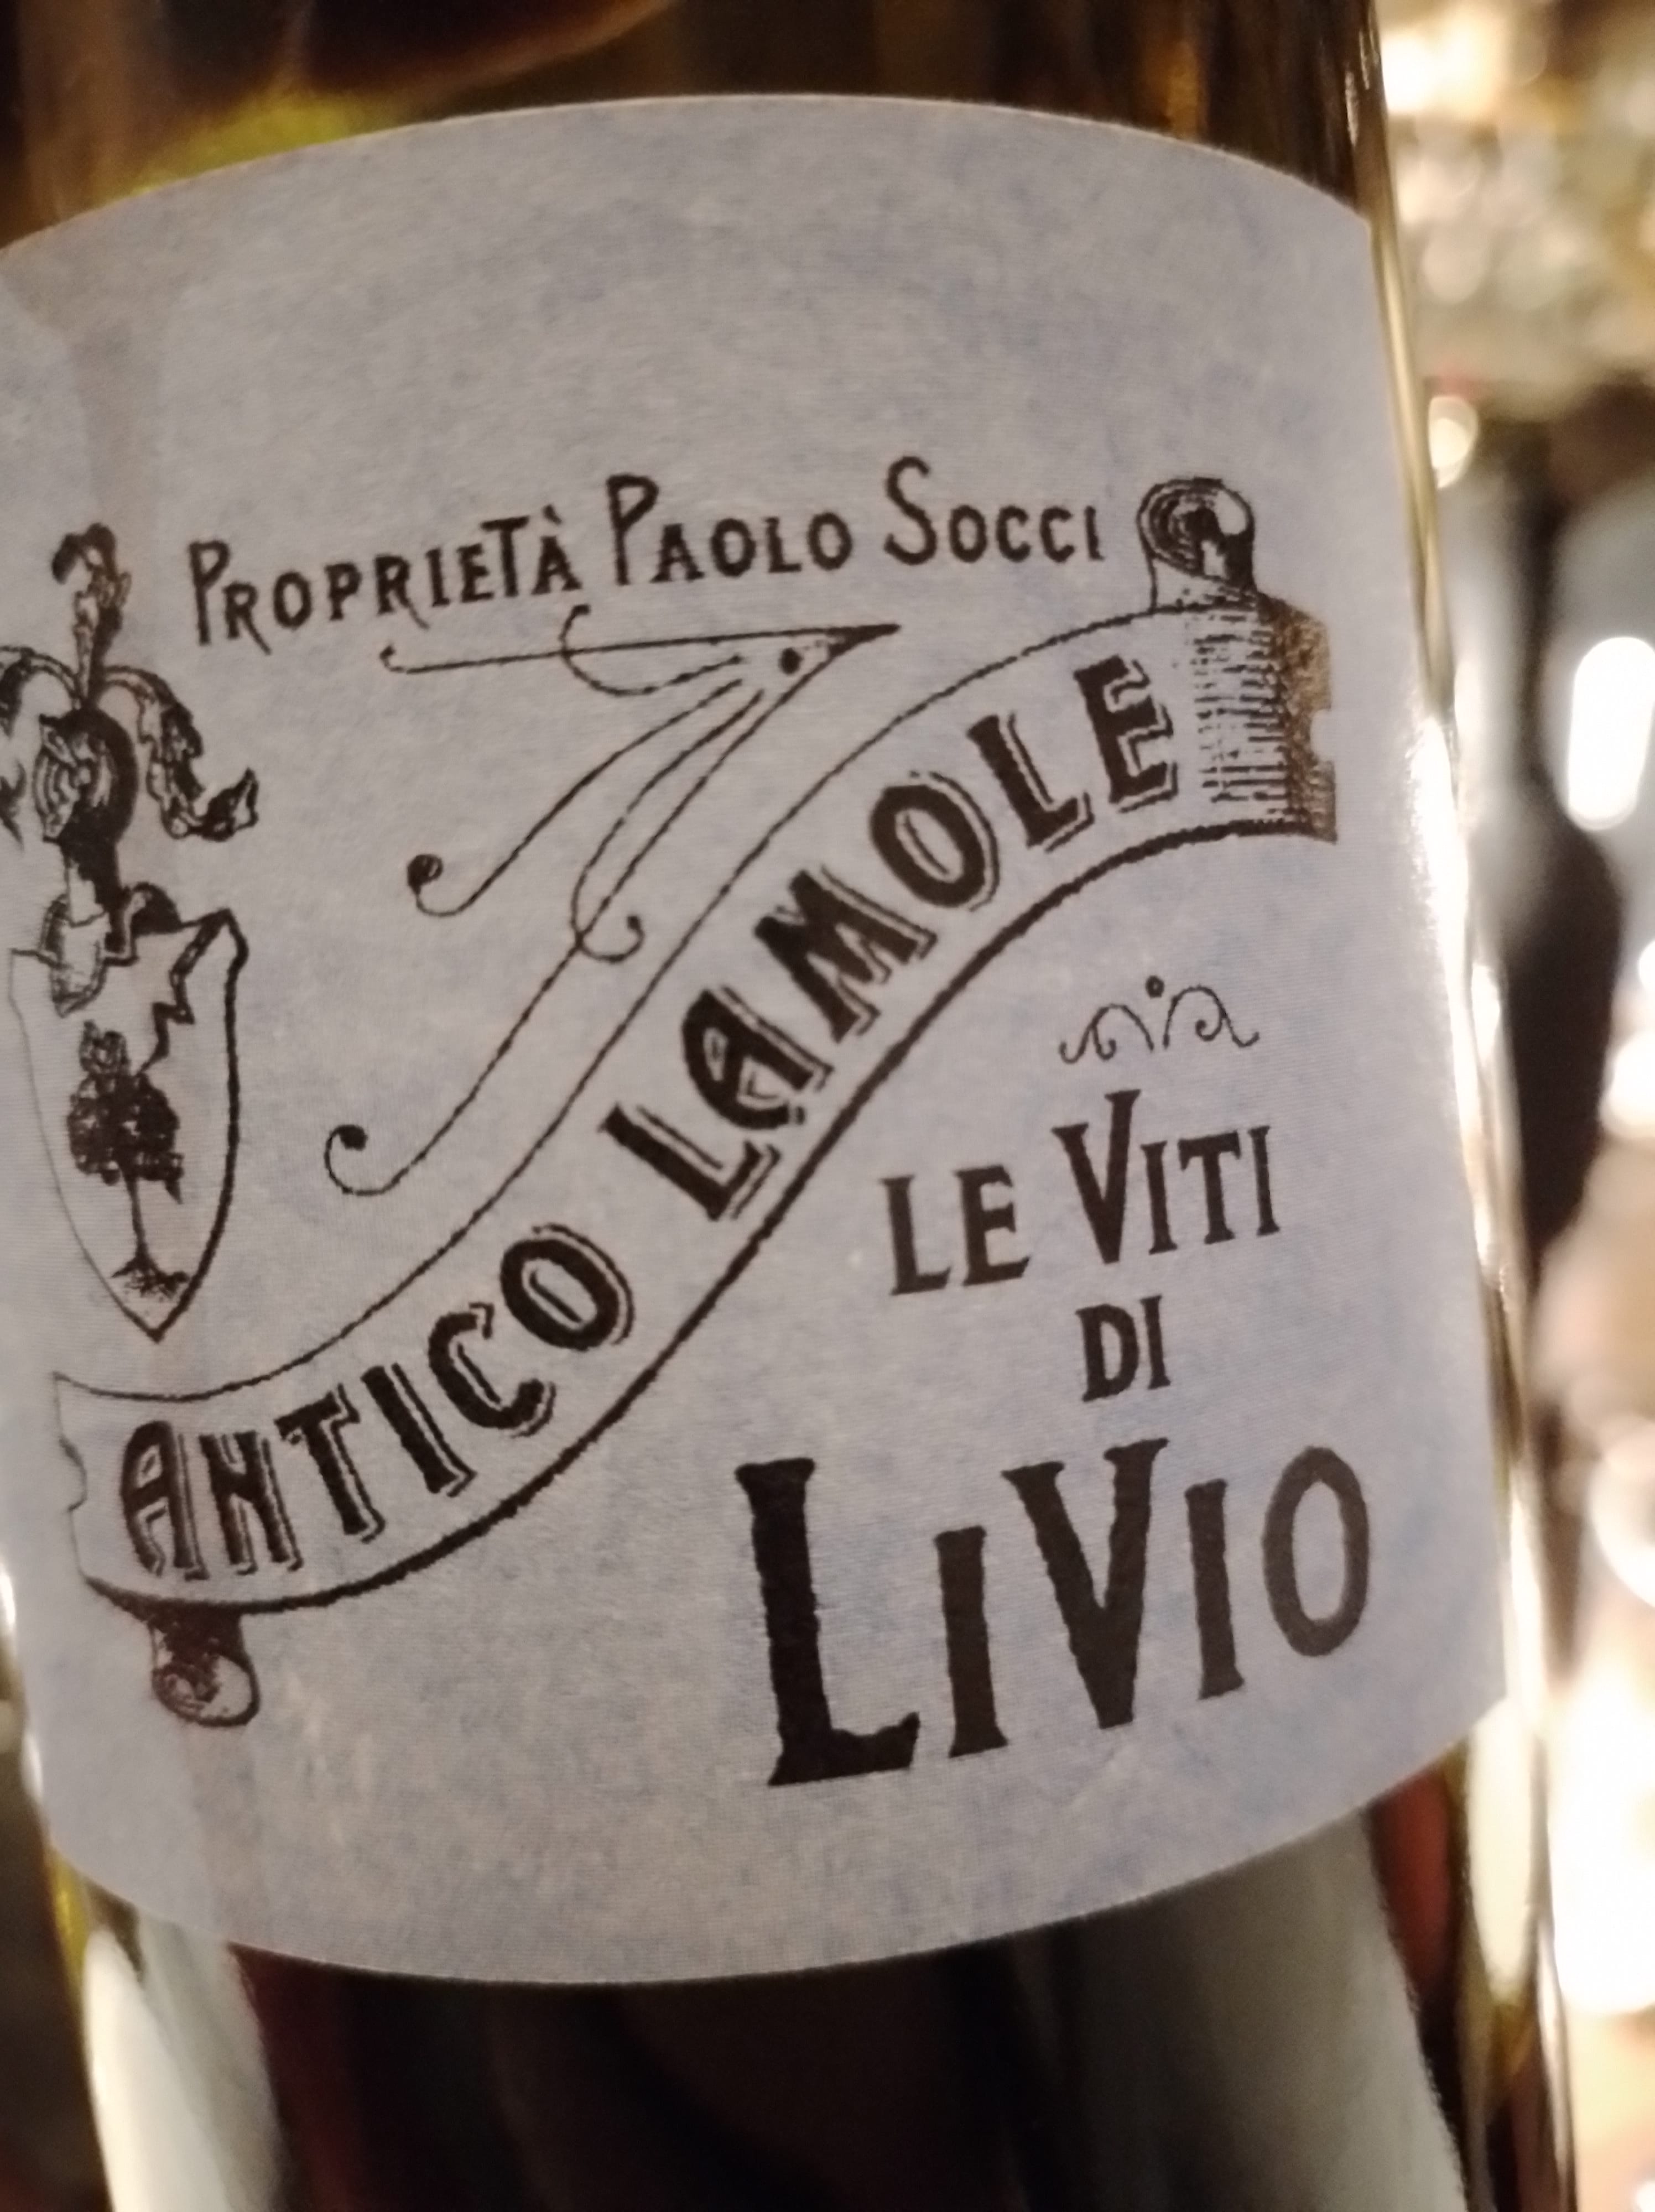 Proprietà Paolo Socci
ANTICO LAMOLE
LE VITI
DI
LiVIO